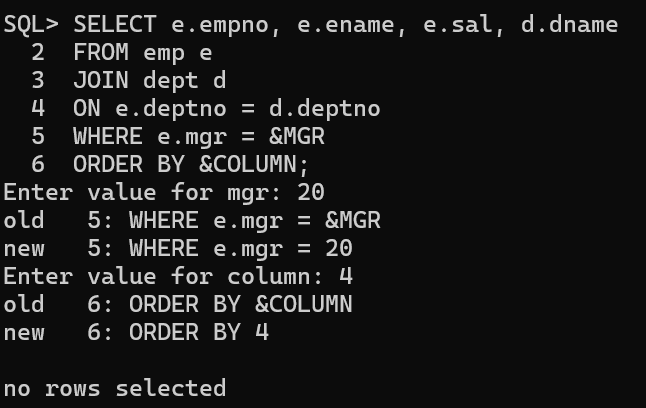 SQL> SELECT e.empno, e.ename, e.sal, d.dname
  2  FROM emp e
  3  JOIN dept d
  4  ON e.deptno = d.deptno
  5  WHERE e.mgr = &MGR
  6  ORDER BY &COLUMN;
Enter value for mgr: 20
old   5: WHERE e.mgr = &MGR
new   5: WHERE e.mgr = 20
Enter value for column: 4
old   6: ORDER BY &COLUMN
new   6: ORDER BY 4

no rows selected